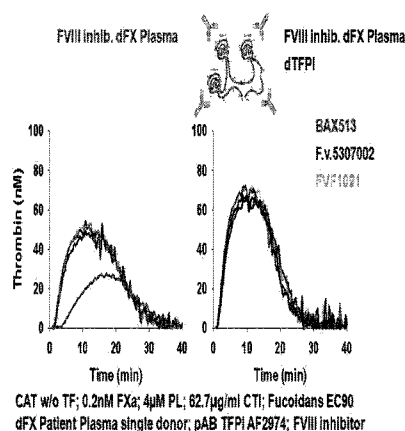 FVIII inhib. dFX Plasma
FVIII inhib. dFX Plasma
dTFPI
BAX513
F.v.5307002
FVF1091
Thrombin (nM)
100
80
60
40
20
0
0 10 20 30 40
Time (min)
100
80
60
40
20
0
0 10 20 30 40
Time (min)
CAT w/o TF; 0.2nM FXa; 4µM PL; 62.7µg/ml CTI; Fucoidans EC90
dFX Patient Plasma single donor; pAB TFPI AF2974; FVIII inhibitor